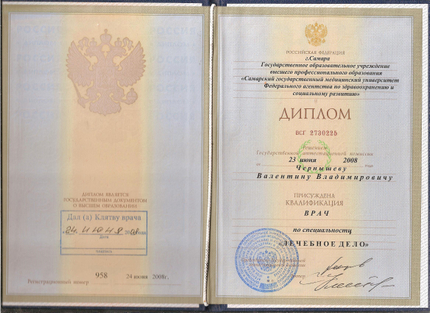 ДИПЛОМ ЯВЛЯЕТСЯ
ГОСУДАРСТВЕННЫМ ДОКУМЕНТОМ
О ВЫСШЕМ ОБРАЗОВАНИИ
Дал (а) Клятву врача
Регистрационный номер
958
24 июня 2008г.
РОССИЙСКАЯ ФЕДЕРАЦИЯ
г.Самара
Государственное образовательное учреждение
высшего профессионального образования
«Самарский государственный медицинский университет
Федерального агентства по здравоохранению и
социальному развитию»
ДИПЛОМ
ВСГ 2730225
Решением
Государственной аттестационной комиссии
23 июня 2008
Чернышеву
Валентину Владимировичу
ПРИСУЖДЕНА
КВАЛИФИКАЦИЯ
ВРАЧ
по специальности
«ЛЕЧЕБНОЕ ДЕЛО»